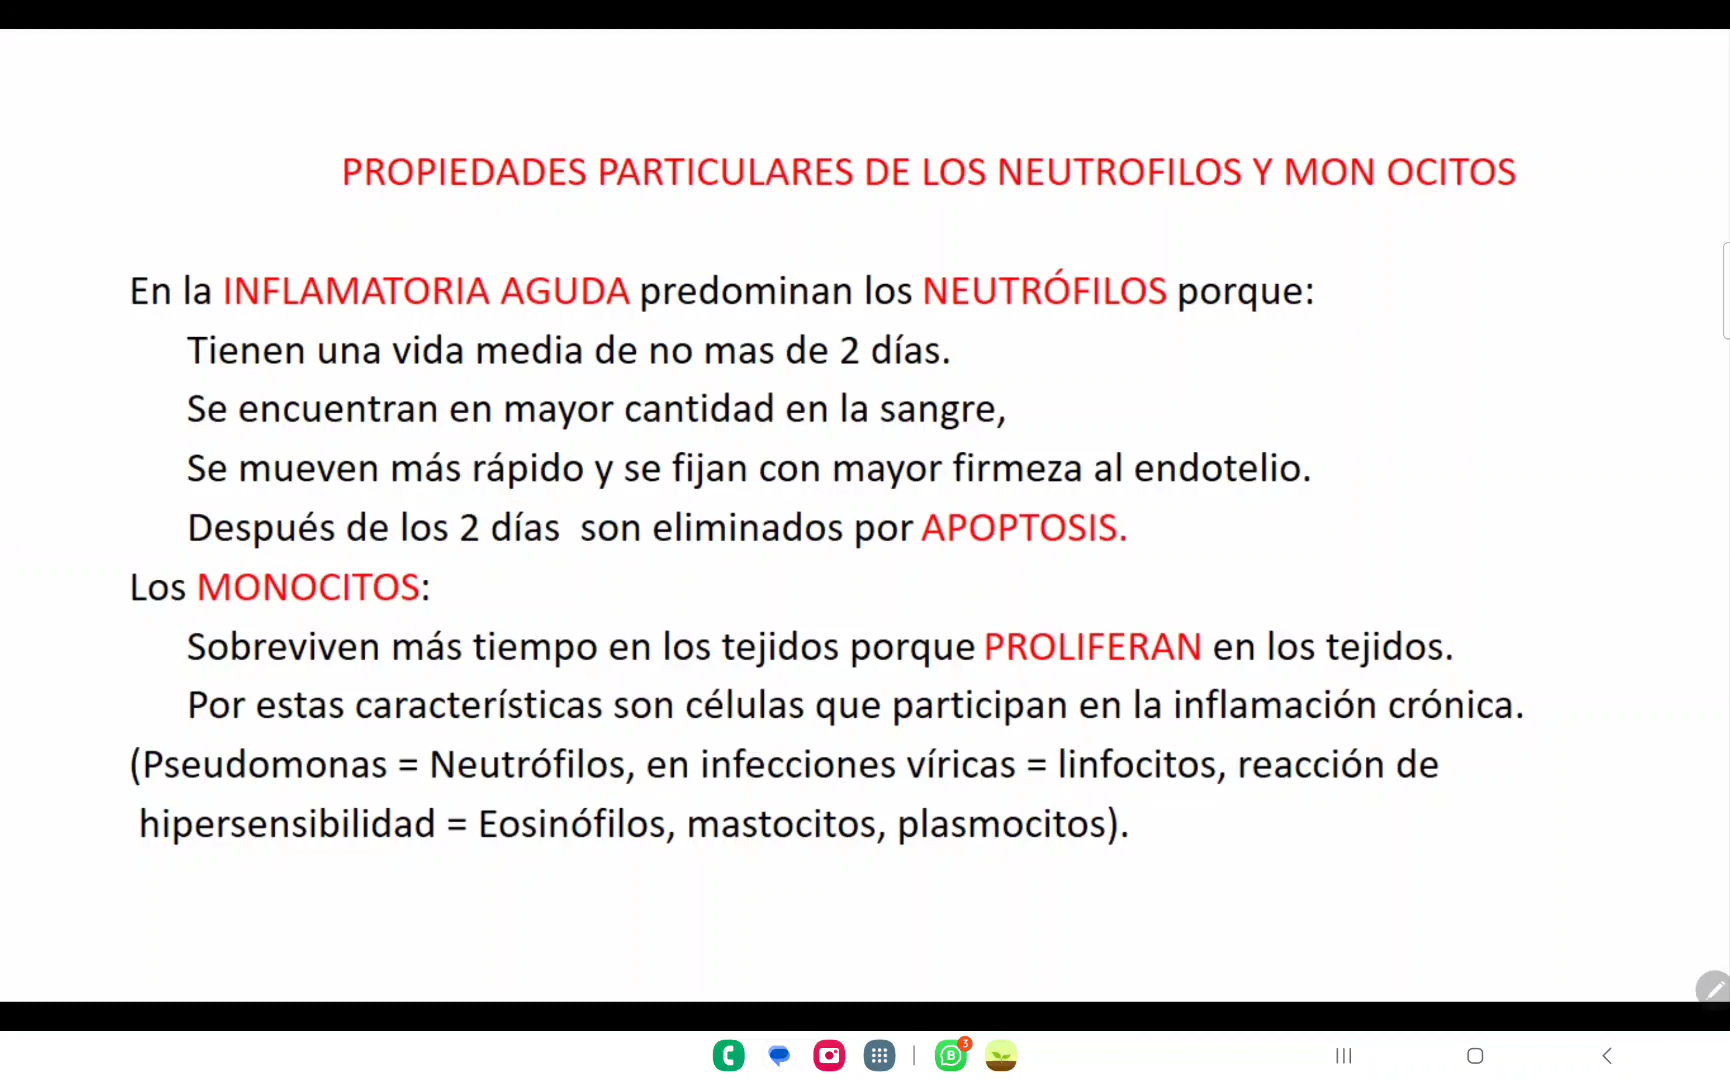 PROPIEDADES PARTICULARES DE LOS NEUTROFILOS Y MON OCITOS
En la INFLAMATORIA AGUDA predominan los NEUTRÓFILOS porque:
Tienen una vida media de no mas de 2 días.
Se encuentran en mayor cantidad en la sangre,
Se mueven más rápido y se fijan con mayor firmeza al endotelio.
Después de los 2 días son eliminados por APOPTOSIS.
Los MONOCITOS:
Sobreviven más tiempo en los tejidos porque PROLIFERAN en los tejidos.
Por estas características son células que participan en la inflamación crónica.
(Pseudomonas = Neutrófilos, en infecciones víricas = linfocitos, reacción de
hipersensibilidad = Eosinófilos, mastocitos, plasmocitos).
B 3